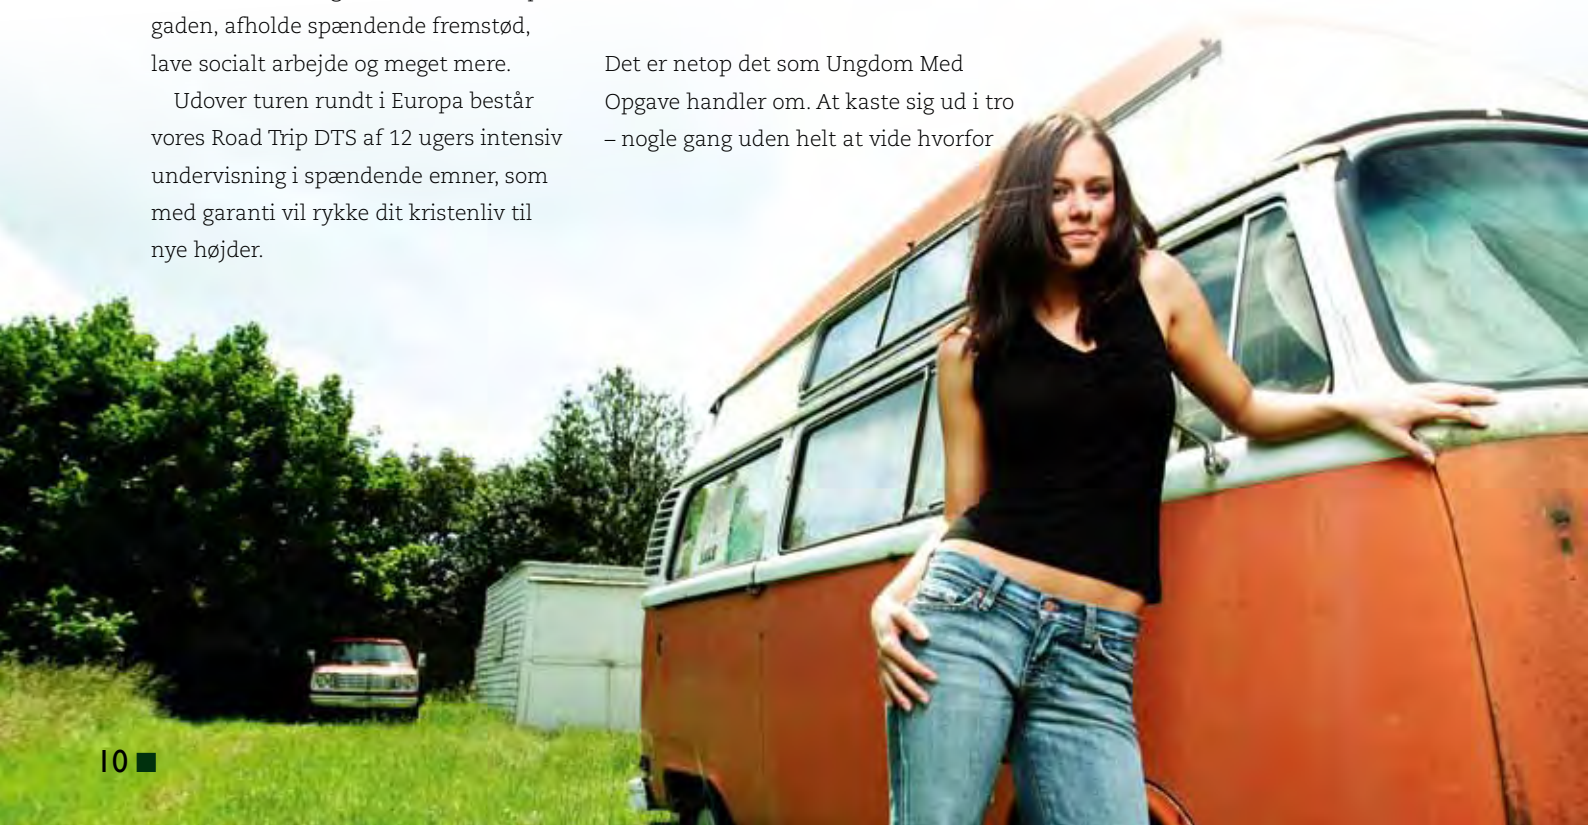 gaden, afholde spændende fremstød,
lave socialt arbejde og meget mere.
Udover turen rundt i Europa består
vores Road Trip DTS af 12 ugers intensiv
undervisning i spændende emner, som
med garanti vil rykke dit kristenliv til
nye højder.
Det er netop det som Ungdom Med
Opgave handler om. At kaste sig ud i tro
– nogle gang uden helt at vide hvorfor
10